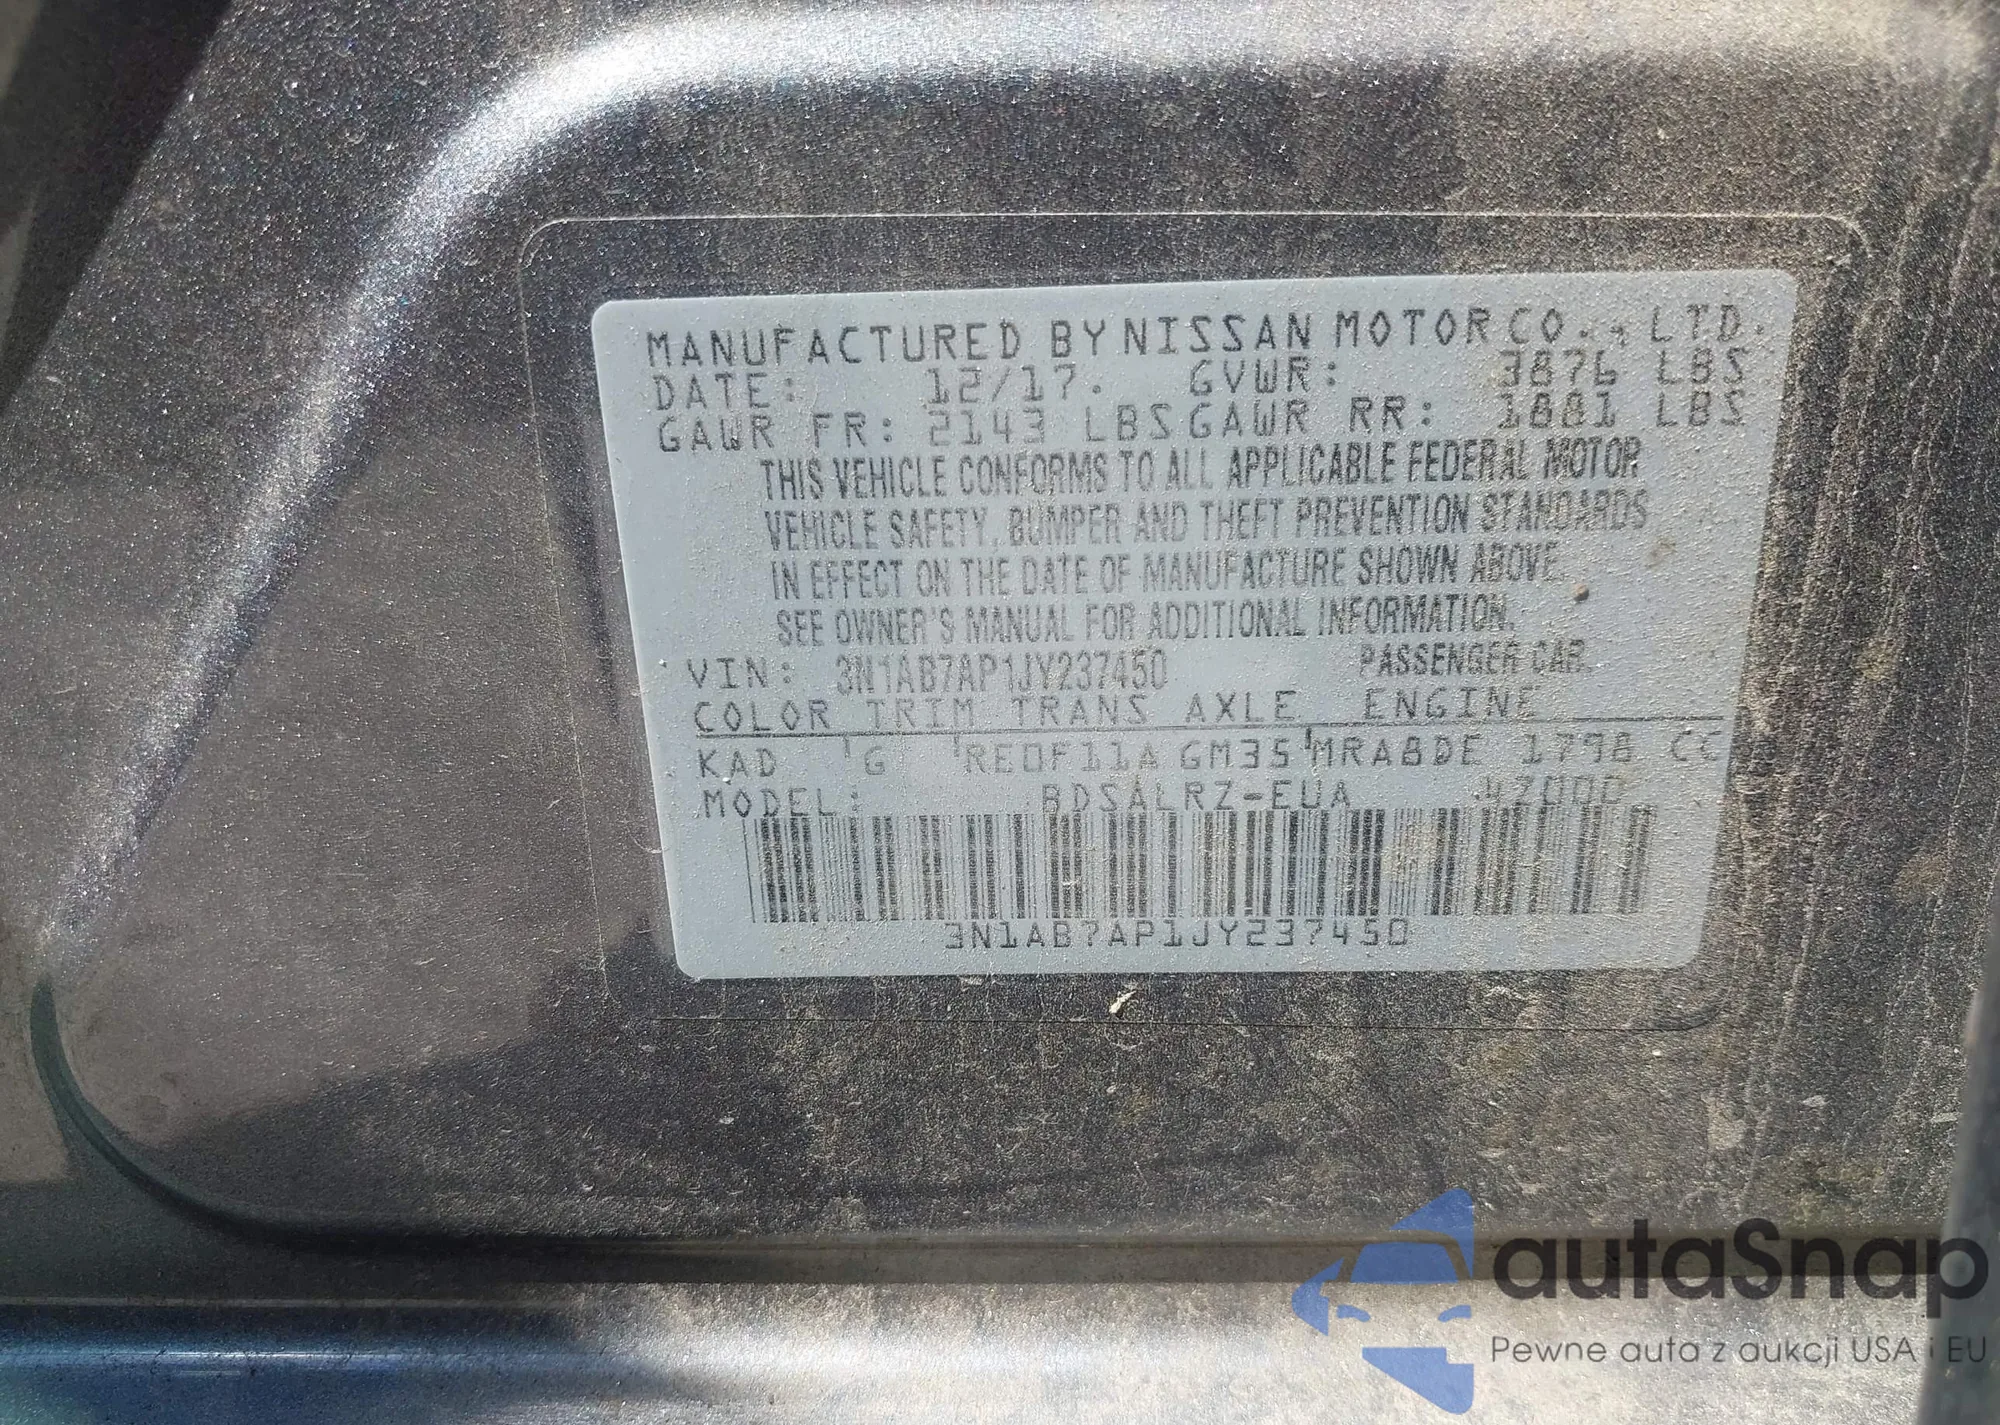 MANUFACTURED BY NISSAN MOTOR CO., LTD.
DATE: 12/17. GVWR: 3876 LBS
GAWR FR: 2143 LBS GAWR RR: 1881 LBS
THIS VEHICLE CONFORMS TO ALL APPLICABLE FEDERAL MOTOR
VEHICLE SAFETY, BUMPER AND THEFT PREVENTION STANDARDS
IN EFFECT ON THE DATE OF MANUFACTURE SHOWN ABOVE.
SEE OWNER'S MANUAL FOR ADDITIONAL INFORMATION.
VIN: 3N1AB7AP1JY237450 PASSENGER CAR
COLOR TRIM TRANS AXLE ENGINE
KAD G RE0F11A GM35 MRA8DE 1798 CC
MODEL: BDSALRZ-EUA
3N1AB7AP1JY237450
autaSnap
Pewne auta z aukcji USA i EU